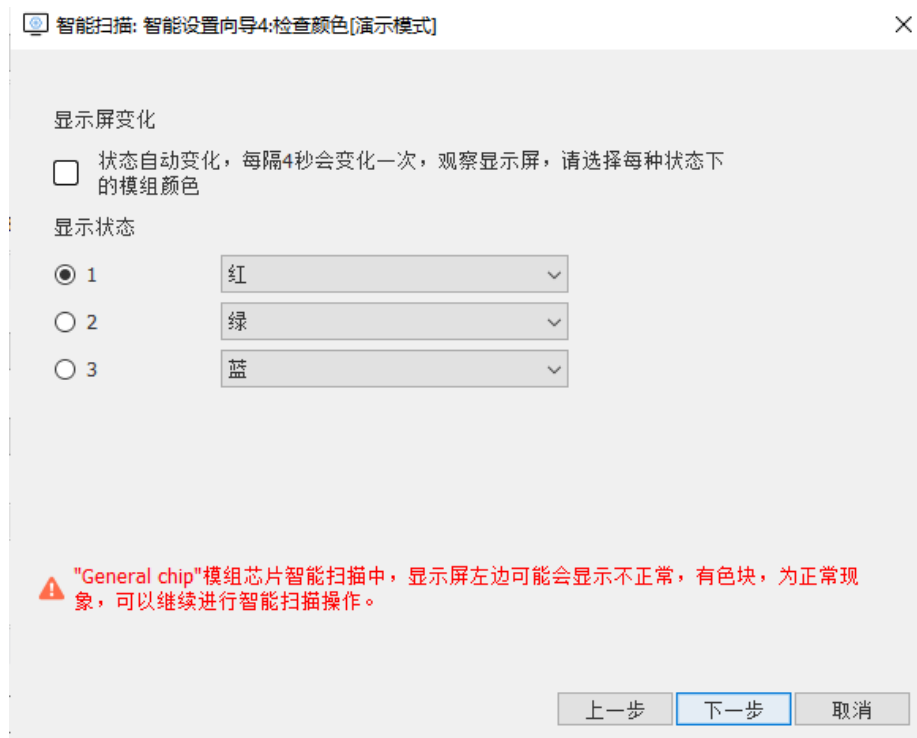 智能扫描: 智能设置向导4:检查颜色[演示模式]
显示屏变化
状态自动变化，每隔4秒会变化一次，观察显示屏，请选择每种状态下
的模组颜色
显示状态
1 红
2 绿
3 蓝
"General chip"模组芯片智能扫描中，显示屏左边可能会显示不正常，有色块，为正常现
象，可以继续进行智能扫描操作。
上一步 下一步 取消